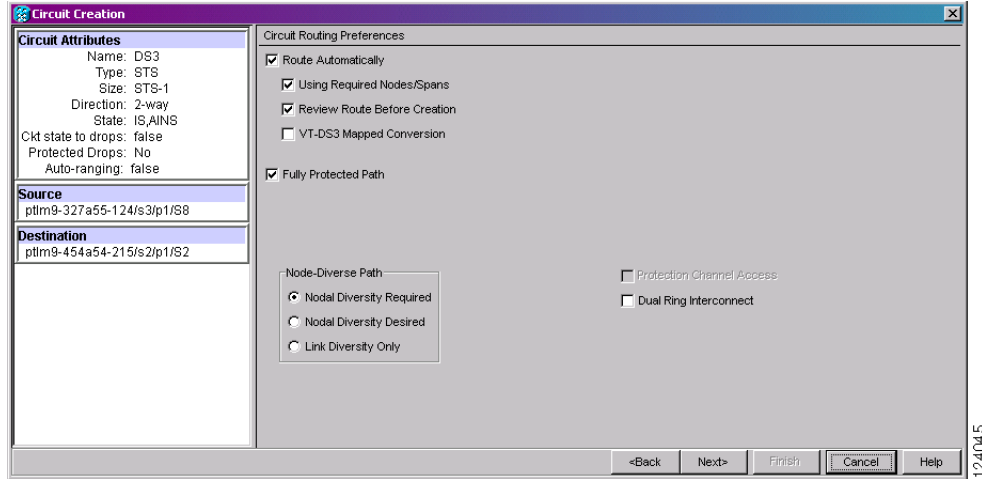 Circuit Creation
Circuit Attributes
Name: DS3
Type: STS
Size: STS-1
Direction: 2-way
State: IS,AINS
Ckt state to drops: false
Protected Drops: No
Auto-ranging: false
Source
ptlm9-327a55-124/s3/p1/S8
Destination
ptlm9-454a54-215/s2/p1/S2
Circuit Routing Preferences
Route Automatically
Using Required Nodes/Spans
Review Route Before Creation
VT-DS3 Mapped Conversion
Fully Protected Path
Node-Diverse Path
Nodal Diversity Required
Nodal Diversity Desired
Link Diversity Only
Protection Channel Access
Dual Ring Interconnect
<Back
Next>
Finish
Cancel
Help
124045